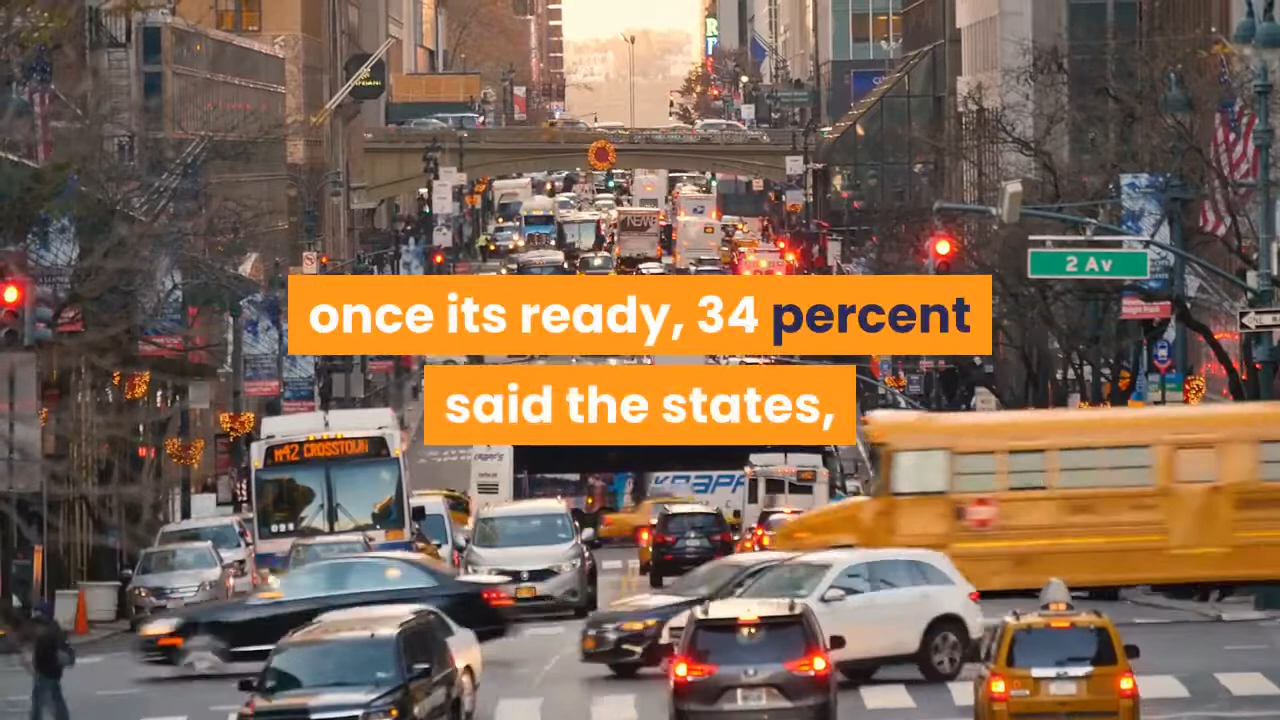 2 Av
once its ready, 34 percent
said the states,
M42 CROSSTOWN